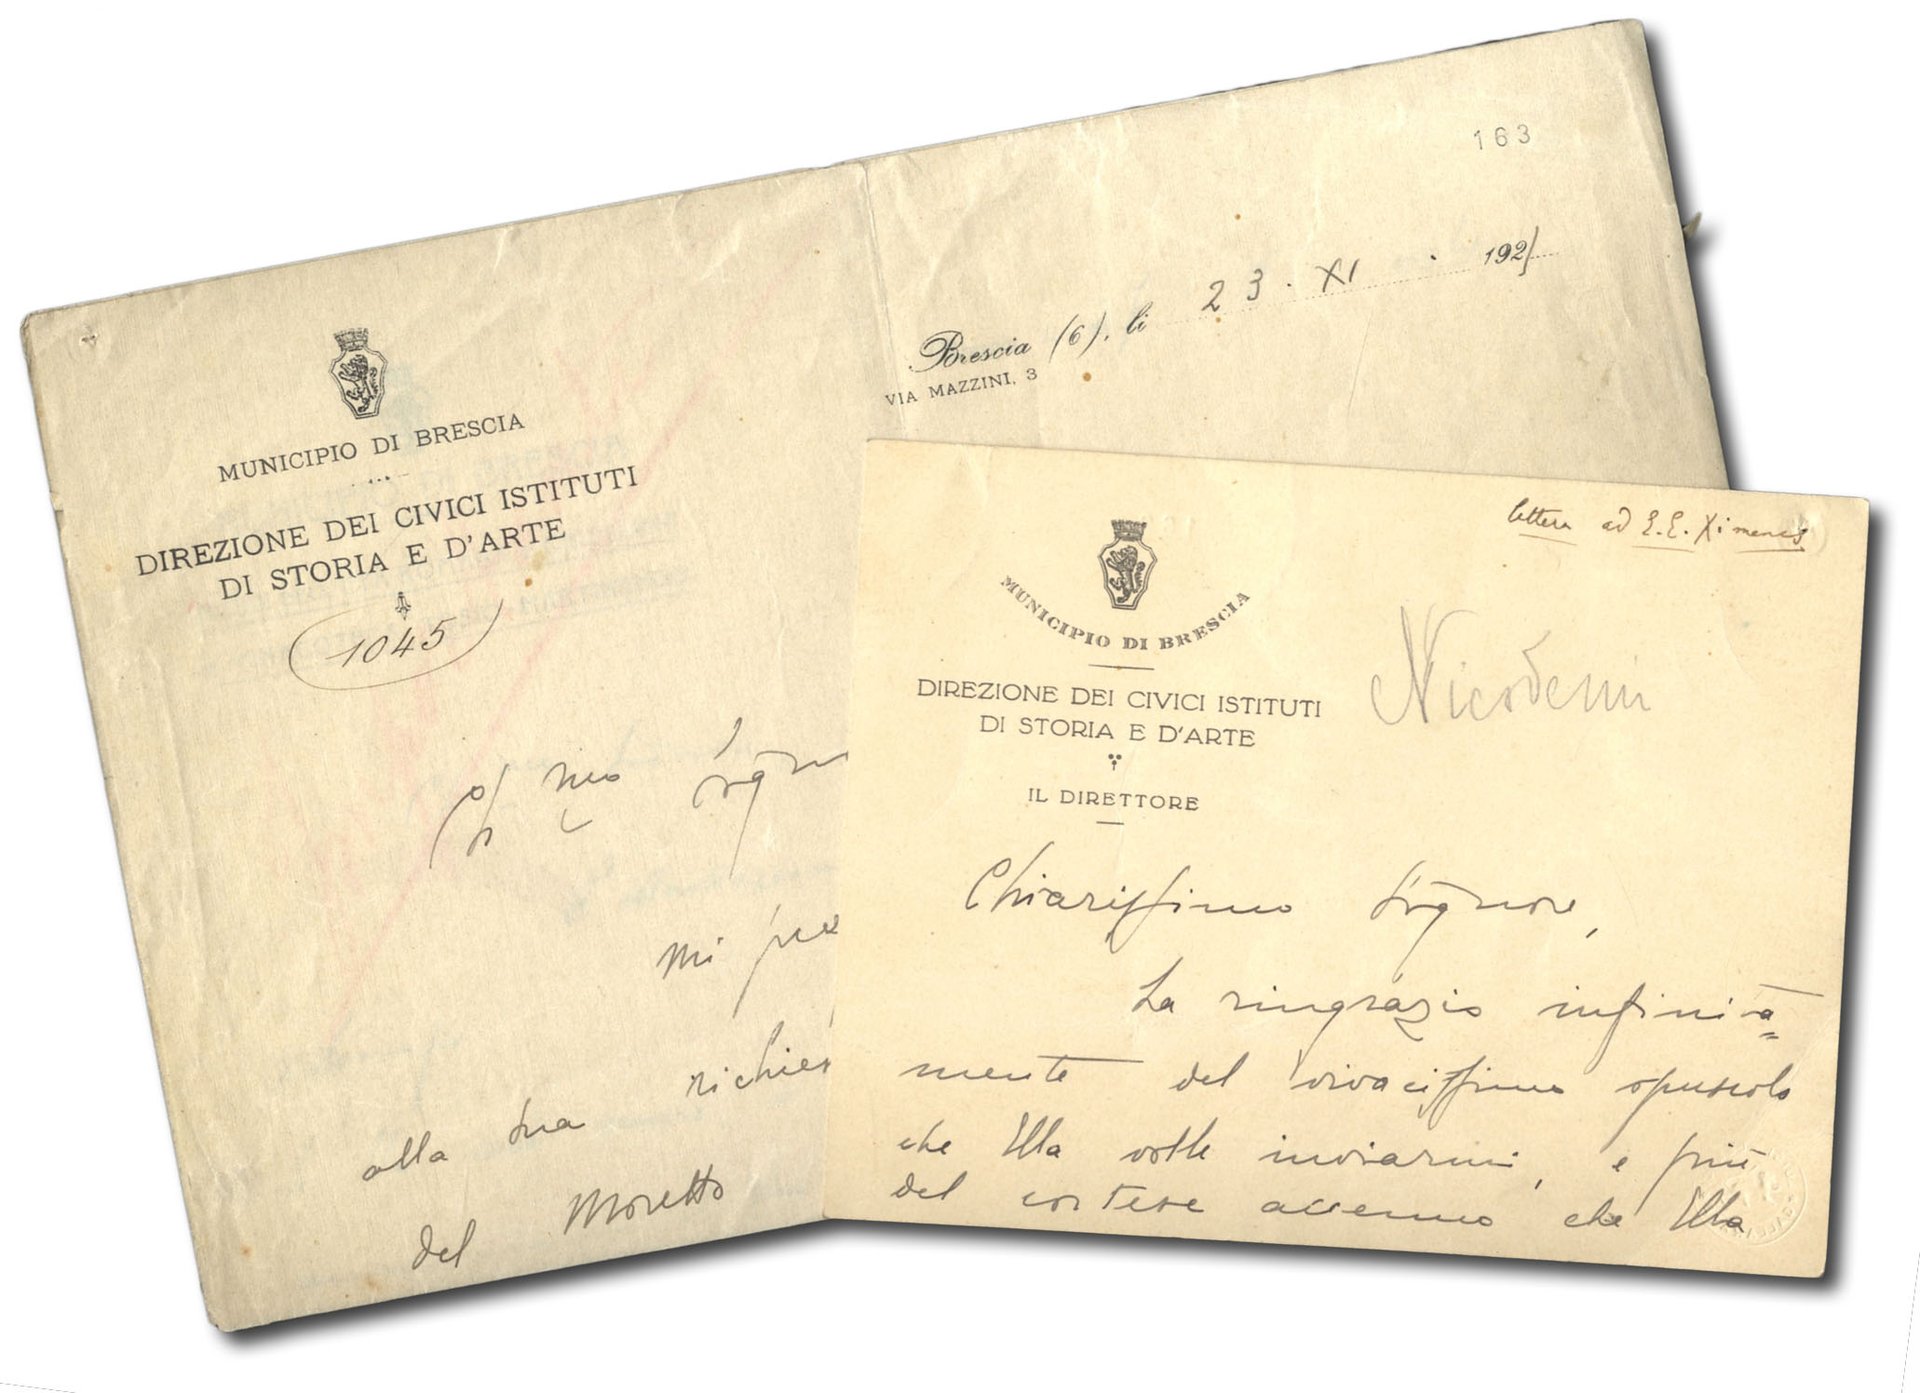 163
Brescia (6), li 23. XI. 192
VIA MAZZINI, 3
MUNICIPIO DI BRESCIA
DIREZIONE DEI CIVICI ISTITUTI
DI STORIA E D'ARTE
1045
mio
mi
alla tua
del Moretto
lettera ad E. E. Ximenes
MUNICIPIO DI BRESCIA
Nicodemi
DIREZIONE DEI CIVICI ISTITUTI
DI STORIA E D'ARTE
IL DIRETTORE
Chiarissimo Signore,
La ringrazio infinita=
mente del vivacissimo opuscolo
che Ella volle inviarmi, e più
del cortese accenno che Ella